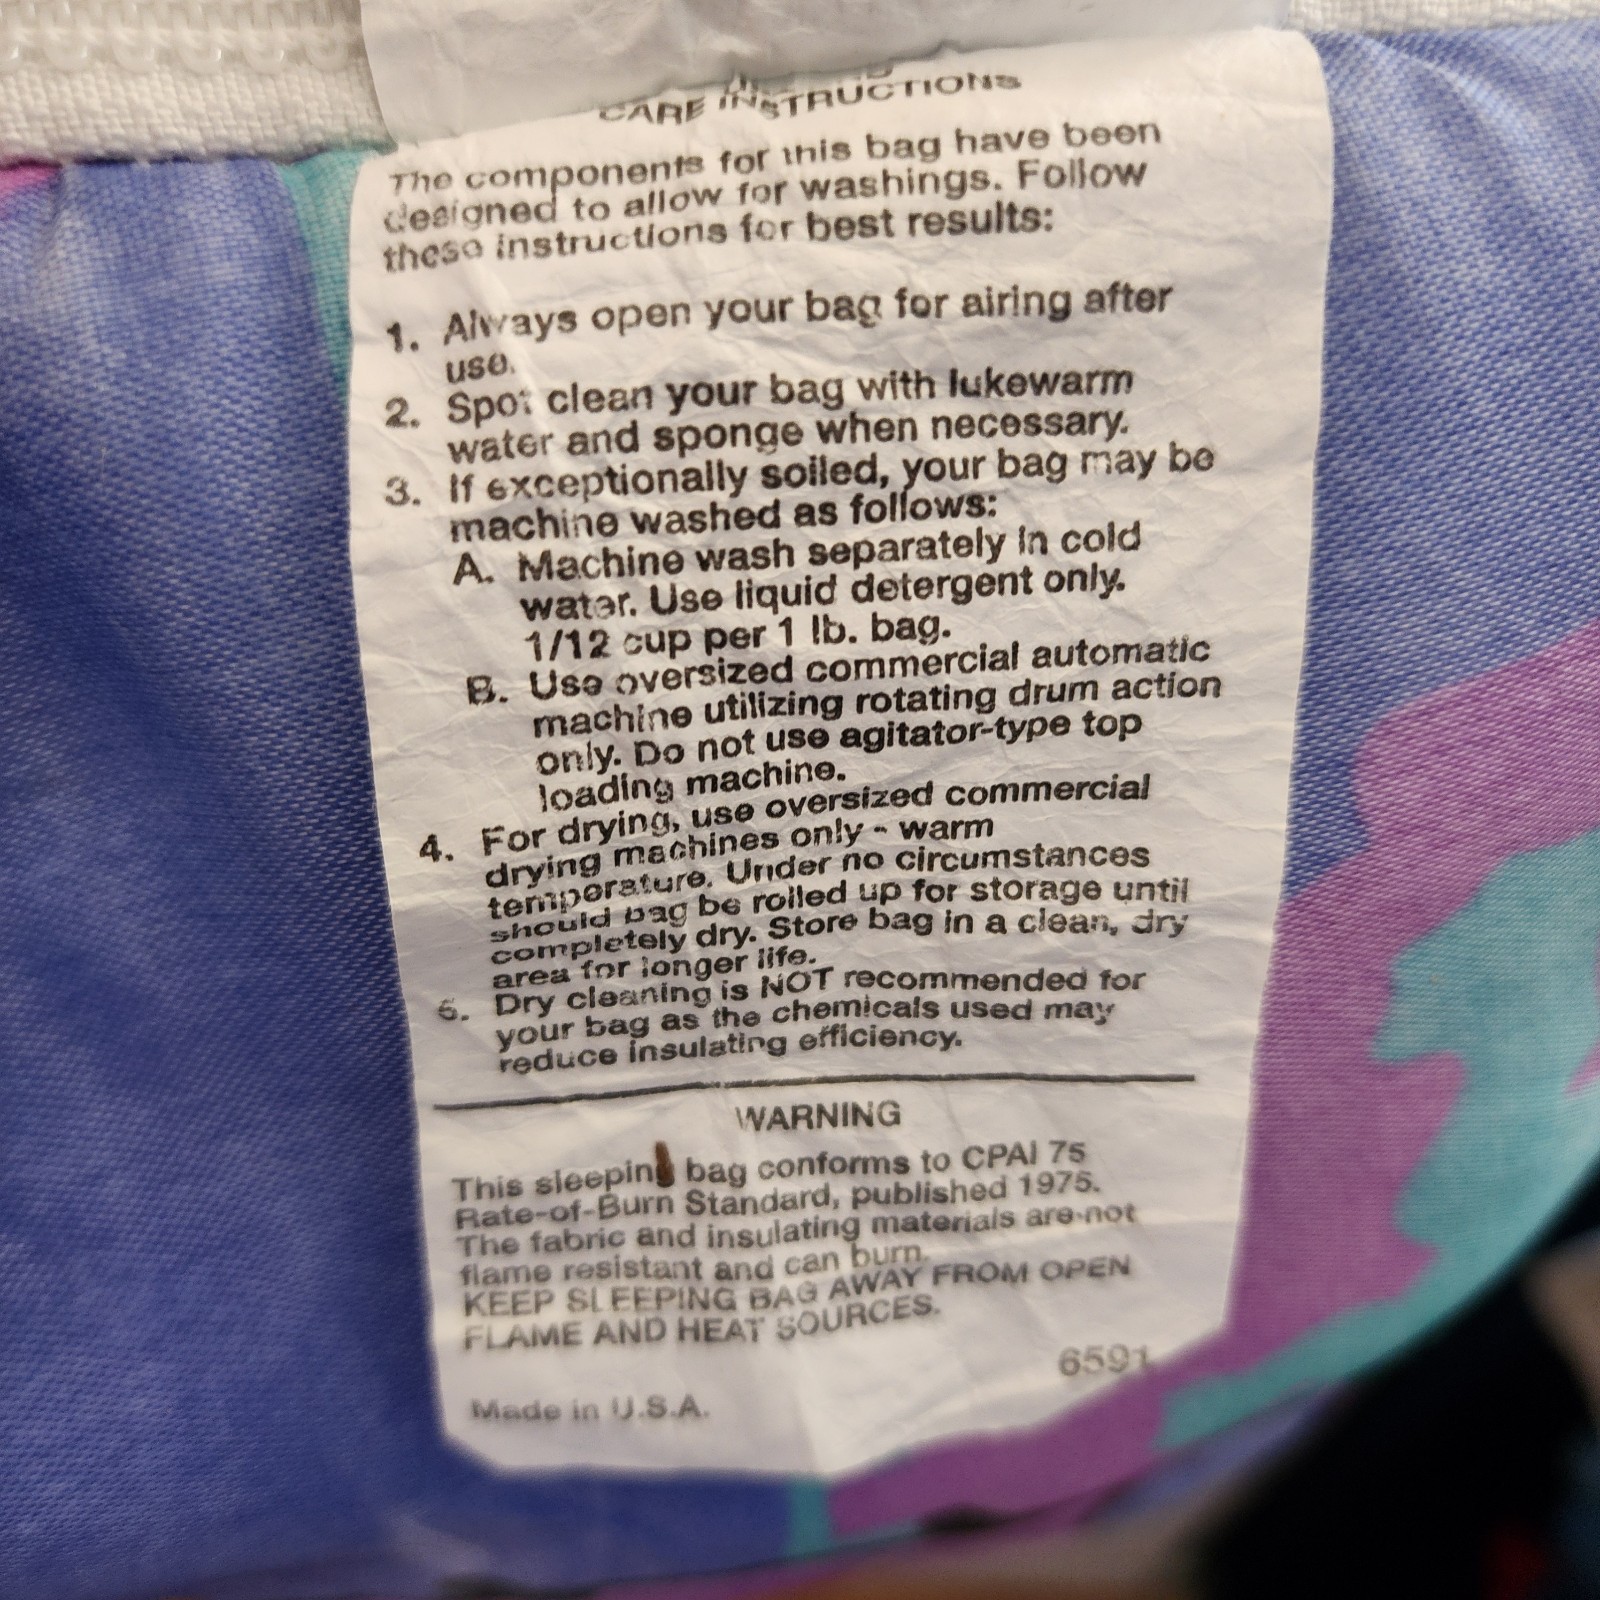 CARE INSTRUCTIONS
The components for this bag have been
designed to allow for washings. Follow
these instructions for best results:
1. Always open your bag for airing after
use.
2. Spot clean your bag with lukewarm
water and sponge when necessary.
3. If exceptionally soiled, your bag may be
machine washed as follows:
A. Machine wash separately in cold
water. Use liquid detergent only.
1/12 cup per 1 lb. bag.
B. Use oversized commercial automatic
machine utilizing rotating drum action
only. Do not use agitator-type top
loading machine.
4. For drying, use oversized commercial
drying machines only - warm
temperature. Under no circumstances
should bag be rolled up for storage until
completely dry. Store bag in a clean, dry
area for longer life.
5. Dry cleaning is NOT recommended for
your bag as the chemicals used may
reduce insulating efficiency.
WARNING
This sleeping bag conforms to CPAI 75
Rate-of-Burn Standard, published 1975.
The fabric and insulating materials are not
flame resistant and can burn.
KEEP SLEEPING BAG AWAY FROM OPEN
FLAME AND HEAT SOURCES.
6591
Made in U.S.A.